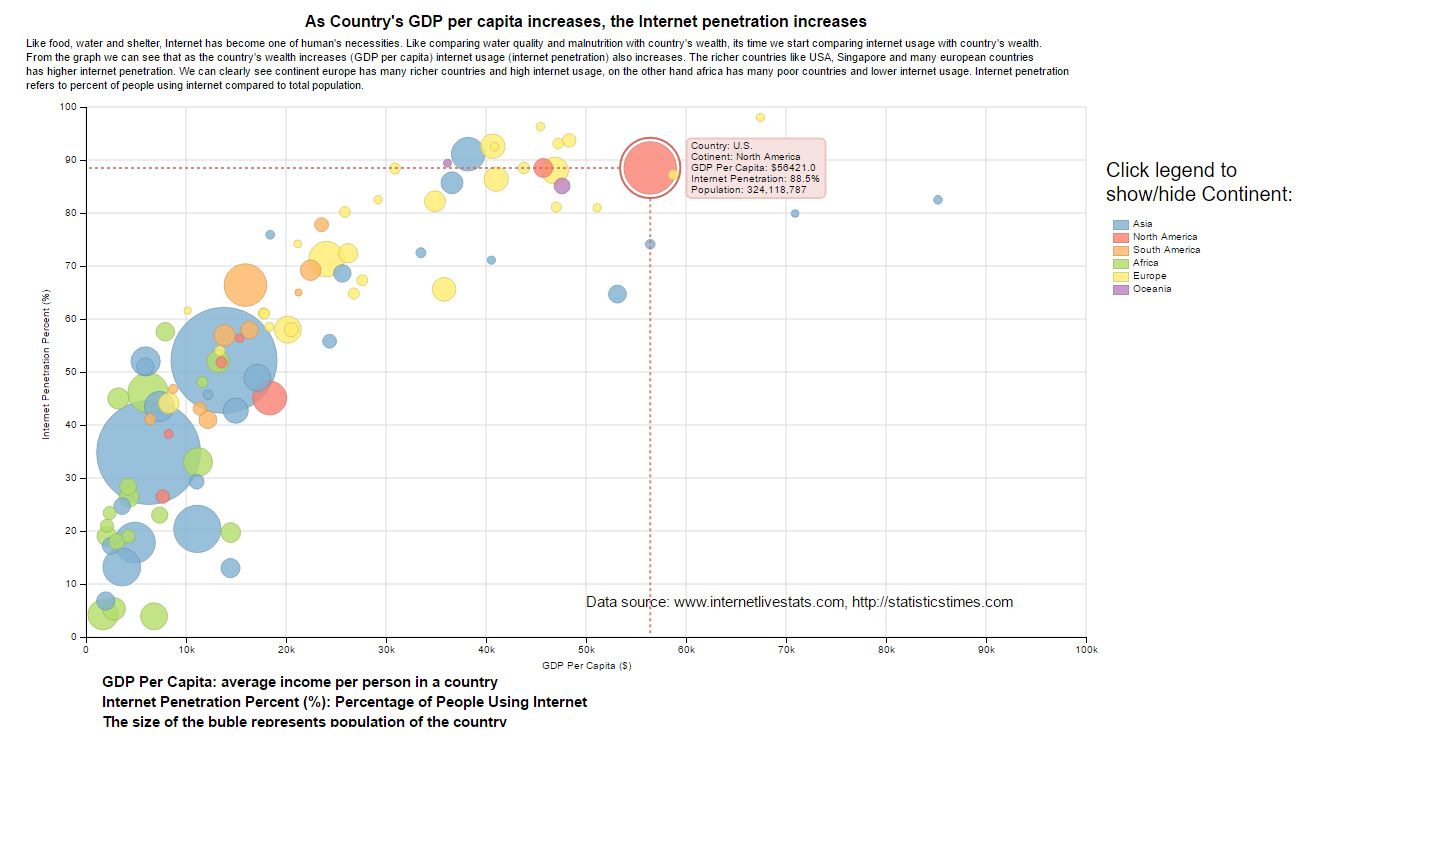 As Country's GDP per capita increases, the Internet penetration increases
Like food, water and shelter, Internet has become one of human's necessities. Like comparing water quality and malnutrition with country's wealth, its time we start comparing internet usage with country's wealth.
From the graph we can see that as the country's wealth increases (GDP per capita) internet usage (internet penetration) also increases. The richer countries like USA, Singapore and many european countries
has higher internet penetration. We can clearly see continent europe has many richer countries and high internet usage, on the other hand africa has many poor countries and lower internet usage. Internet penetration
refers to percent of people using internet compared to total population.
100
90
80
70
60
50
40
30
20
10
0
Internet Penetration Percent (%)
Country: U.S.
Cotinent: North America
GDP Per Capita: $56421.0
Internet Penetration: 88.5%
Population: 324,118,787
Click legend to
show/hide Continent:
Asia
North America
South America
Africa
Europe
Oceania
Data source: www.internetlivestats.com, http://statisticstimes.com
0
10k
20k
30k
40k
50k
60k
70k
80k
90k
100k
GDP Per Capita ($)
GDP Per Capita: average income per person in a country
Internet Penetration Percent (%): Percentage of People Using Internet
The size of the buble represents population of the country